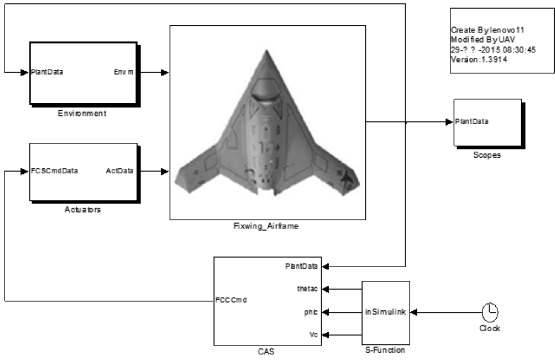 Create By lenovo11
Modified By UAV
29-? ? -2015 08:30:45
Version:1.3914
PlantData Envm
Environment
PlantData
Scopes
FCSCmdData ActData
Actuators
Fixwing_Airframe
PlantData
thetac
phic
Vc
FCCCmd
CAS
inSimulink
S-Function
Clock